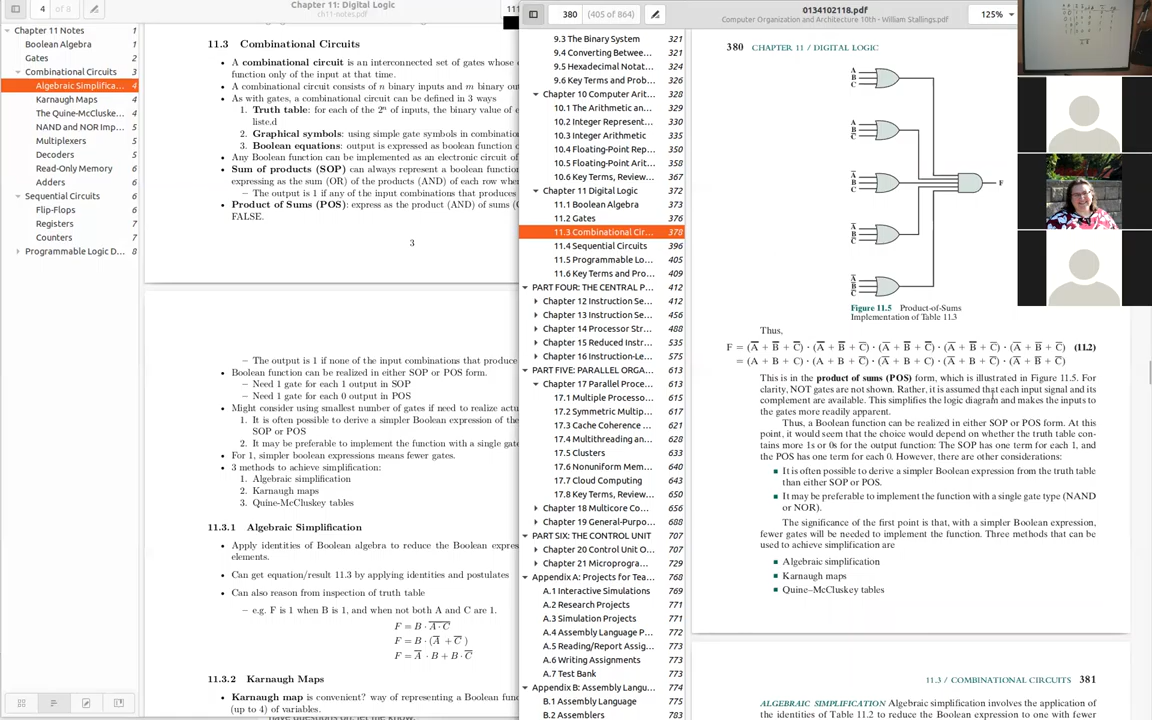 4 of 8
Chapter 11: Digital Logic
ch11-notes.pdf
Chapter 11 Notes 1
Boolean Algebra 1
Gates 2
Combinational Circuits 3
Algebraic Simplifica... 4
Karnaugh Maps 4
The Quine-McCluske... 4
NAND and NOR Imp... 5
Multiplexers 5
Decoders 5
Read-Only Memory 6
Adders 6
Sequential Circuits 6
Flip-Flops 6
Registers 7
Counters 7
Programmable Logic D... 8
11.3 Combinational Circuits
• A combinational circuit is an interconnected set of gates whose
function only of the input at that time.
• A combinational circuit consists of n binary inputs and m binary
• As with gates, a combinational circuit can be defined in 3 ways
1. Truth table: for each of the 2ⁿ of inputs, the binary value of
liste.d
2. Graphical symbols: using simple gate symbols in
3. Boolean equations: output is expressed as boolean function
• Any Boolean function can be implemented as an electronic circuit of
• Sum of products (SOP) can always represent a boolean
expressing as the sum (OR) of the products (AND) of each row
– The output is 1 if any of the input combinations that produces
• Product of Sums (POS): express as the product (AND) of sums
FALSE.
3
– The output is 1 if none of the input combinations that produce
• Boolean function can be realized in either SOP or POS form.
– Need 1 gate for each 1 output in SOP
– Need 1 gate for each 0 output in POS
• Might consider using smallest number of gates if need to realize
1. It is often possible to derive a simpler Boolean expression of the
SOP or POS
2. It may be preferable to implement the function with a single
• For 1, simpler boolean expressions means fewer gates.
• 3 methods to achieve simplification:
1. Algebraic simplification
2. Karnaugh maps
3. Quine-McCluskey tables
11.3.1 Algebraic Simplification
• Apply identities of Boolean algebra to reduce the Boolean
elements.
• Can get equation/result 11.3 by applying identities and postulates
• Can also reason from inspection of truth table
– e.g. F is 1 when B is 1, and when not both A and C are 1.
F = B · A̅ ·̅ C̅
F = B · (A̅ + C̅ )
F = A̅ · B + B · C̅
11.3.2 Karnaugh Maps
• Karnaugh map is convenient? way of representing a Boolean
(up to 4) of variables.
have questions on, let me know.
380 (405 of 864)
0134102118.pdf
Computer Organization and Architecture 10th - William Stallings.pdf
125%
9.3 The Binary System 321
9.4 Converting Betwee... 321
9.5 Hexadecimal Notat... 324
9.6 Key Terms and Prob... 326
Chapter 10 Computer Arit... 328
10.1 The Arithmetic an... 329
10.2 Integer Represent... 330
10.3 Integer Arithmetic 335
10.4 Floating-Point Rep... 350
10.5 Floating-Point Arit... 358
10.6 Key Terms, Review... 367
Chapter 11 Digital Logic 372
11.1 Boolean Algebra 373
11.2 Gates 376
11.3 Combinational Cir... 378
11.4 Sequential Circuits 396
11.5 Programmable Lo... 405
11.6 Key Terms and Pro... 409
PART FOUR: THE CENTRAL P... 412
Chapter 12 Instruction Se... 412
Chapter 13 Instruction Se... 456
Chapter 14 Processor Str... 488
Chapter 15 Reduced Instr... 535
Chapter 16 Instruction-Le... 575
PART FIVE: PARALLEL ORGA... 613
Chapter 17 Parallel Proce... 613
17.1 Multiple Processo... 615
17.2 Symmetric Multip... 617
17.3 Cache Coherence ... 621
17.4 Multithreading an... 628
17.5 Clusters 633
17.6 Nonuniform Mem... 640
17.7 Cloud Computing 643
17.8 Key Terms, Review... 650
Chapter 18 Multicore Co... 656
Chapter 19 General-Purpo... 688
PART SIX: THE CONTROL UNIT 707
Chapter 20 Control Unit O... 707
Chapter 21 Microprogra... 729
Appendix A: Projects for Tea... 768
A.1 Interactive Simulations 769
A.2 Research Projects 771
A.3 Simulation Projects 771
A.4 Assembly Language P... 772
A.5 Reading/Report Assig... 773
A.6 Writing Assignments 773
A.7 Test Bank 773
Appendix B: Assembly Langu... 774
B.1 Assembly Language 775
B.2 Assemblers 783
380 CHAPTER 11 / DIGITAL LOGIC
A
B
C
A
B
C̅
A̅
B
C
A̅
B
C̅
A̅
B̅
C̅
F
Figure 11.5 Product-of-Sums
Implementation of Table 11.3
Thus,
(11.2)
This is in the product of sums (POS) form, which is illustrated in Figure 11.5. For
clarity, NOT gates are not shown. Rather, it is assumed that each input signal and its
complement are available. This simplifies the logic diagram and makes the inputs to
the gates more readily apparent.
Thus, a Boolean function can be realized in either SOP or POS form. At this
point, it would seem that the choice would depend on whether the truth table con-
tains more 1s or 0s for the output function: The SOP has one term for each 1, and
the POS has one term for each 0. However, there are other considerations:
■ It is often possible to derive a simpler Boolean expression from the truth table
than either SOP or POS.
■ It may be preferable to implement the function with a single gate type (NAND
or NOR).
The significance of the first point is that, with a simpler Boolean expression,
fewer gates will be needed to implement the function. Three methods that can be
used to achieve simplification are
■ Algebraic simplification
■ Karnaugh maps
■ Quine–McCluskey tables
11.3 / COMBINATIONAL CIRCUITS 381
ALGEBRAIC SIMPLIFICATION Algebraic simplification involves the application of
the identities of Table 11.2 to reduce the Boolean expression to one with fewer